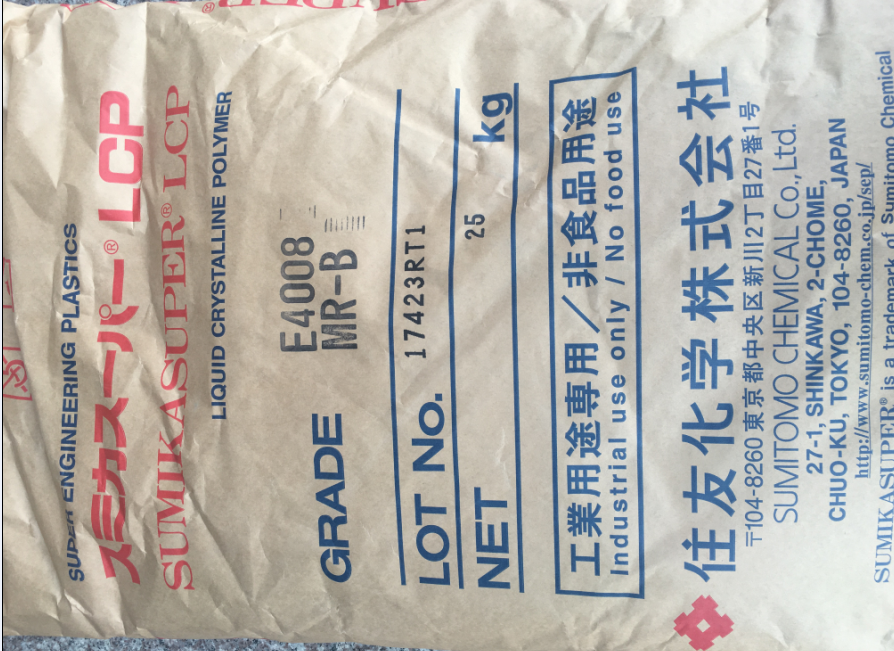 SUPER ENGINEERING PLASTICS
スミカスーパー® LCP
SUMIKASUPER® LCP
LIQUID CRYSTALLINE POLYMER
GRADE E4008
MR-B
LOT No. 17423RT1
NET 25 kg
工業用途専用／非食品用途
Industrial use only / No food use
住友化学株式会社
〒104-8260 東京都中央区新川2丁目27番1号
SUMITOMO CHEMICAL Co., Ltd.
27-1, SHINKAWA, 2-CHOME,
CHUO-KU, TOKYO, 104-8260, JAPAN
http://www.sumitomo-chem.co.jp/sep/
SUMIKASUPER® is a trademark of Sumitomo Chemical